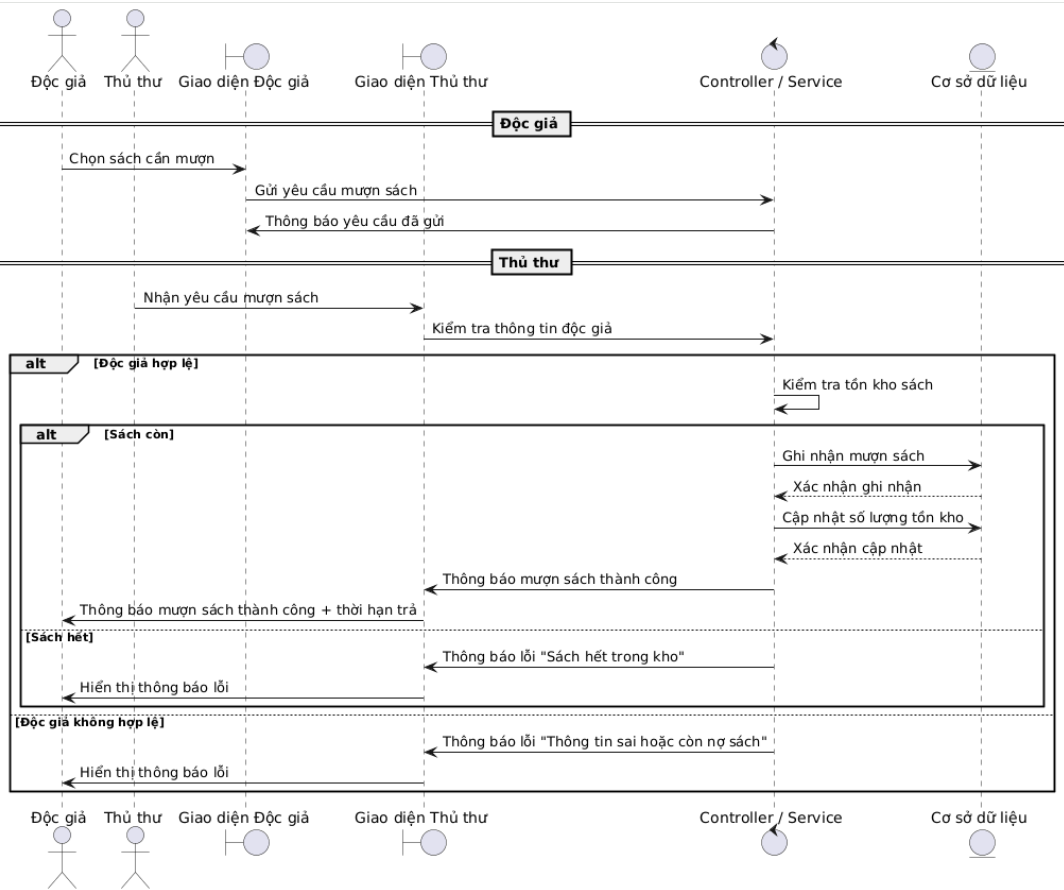 Độc giả Thủ thư Giao diện Độc giả Giao diện Thủ thư Controller / Service Cơ sở dữ liệu
Độc giả
Chọn sách cần mượn
Gửi yêu cầu mượn sách
Thông báo yêu cầu đã gửi
Thủ thư
Nhận yêu cầu mượn sách
Kiểm tra thông tin độc giả
alt [Độc giả hợp lệ]
Kiểm tra tồn kho sách
alt [Sách còn]
Ghi nhận mượn sách
Xác nhận ghi nhận
Cập nhật số lượng tồn kho
Xác nhận cập nhật
Thông báo mượn sách thành công
Thông báo mượn sách thành công + thời hạn trả
[Sách hết]
Thông báo lỗi "Sách hết trong kho"
Hiển thị thông báo lỗi
[Độc giả không hợp lệ]
Thông báo lỗi "Thông tin sai hoặc còn nợ sách"
Hiển thị thông báo lỗi
Độc giả Thủ thư Giao diện Độc giả Giao diện Thủ thư Controller / Service Cơ sở dữ liệu